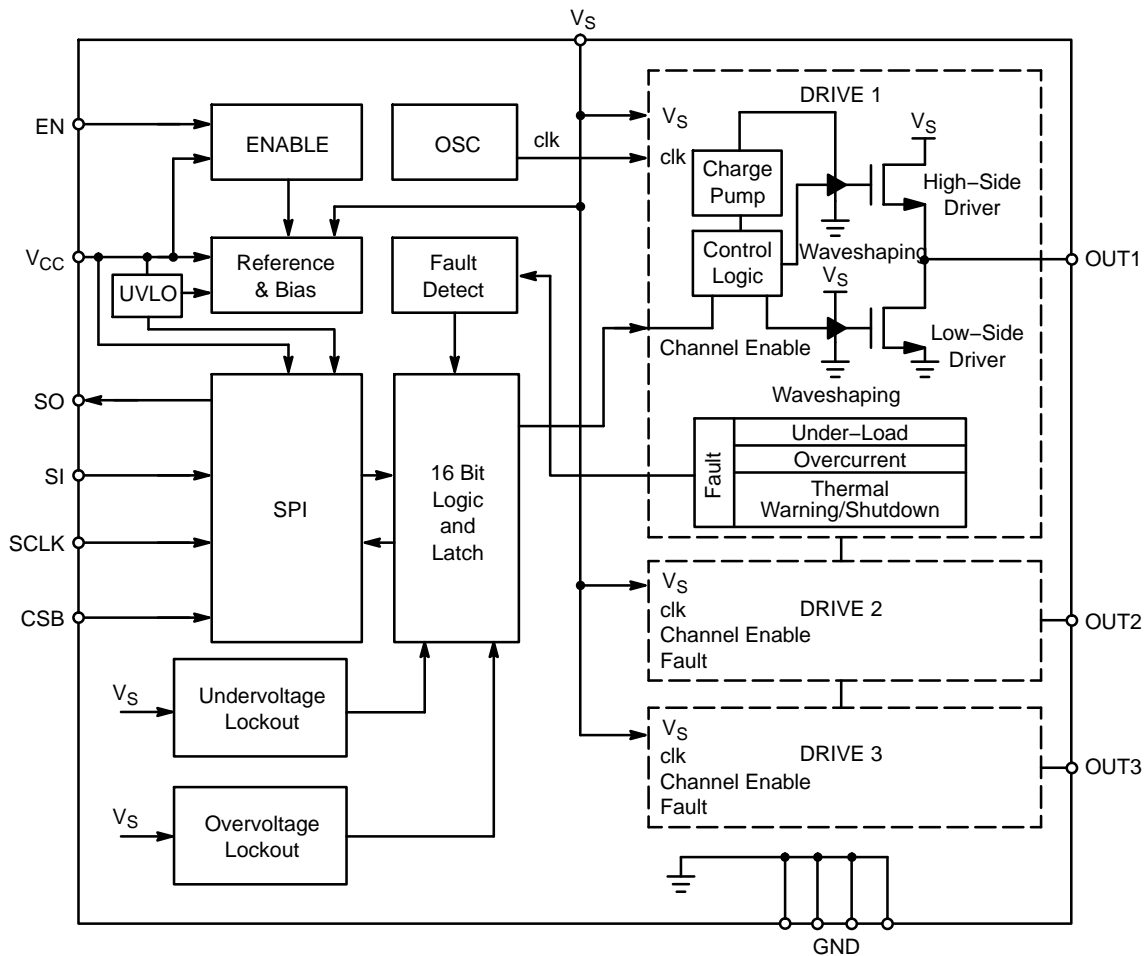 VS
EN
ENABLE
OSC
clk
VCC
UVLO
Reference
& Bias
Fault
Detect
SO
SI
SCLK
CSB
SPI
16 Bit
Logic
and
Latch
VS
Undervoltage
Lockout
VS
Overvoltage
Lockout
DRIVE 1
VS
clk
Charge
Pump
Control
Logic
Channel Enable
VS
High–Side
Driver
Waveshaping
VS
Low–Side
Driver
Waveshaping
Fault
Under–Load
Overcurrent
Thermal
Warning/Shutdown
OUT1
DRIVE 2
VS
clk
Channel Enable
Fault
OUT2
DRIVE 3
VS
clk
Channel Enable
Fault
OUT3
GND